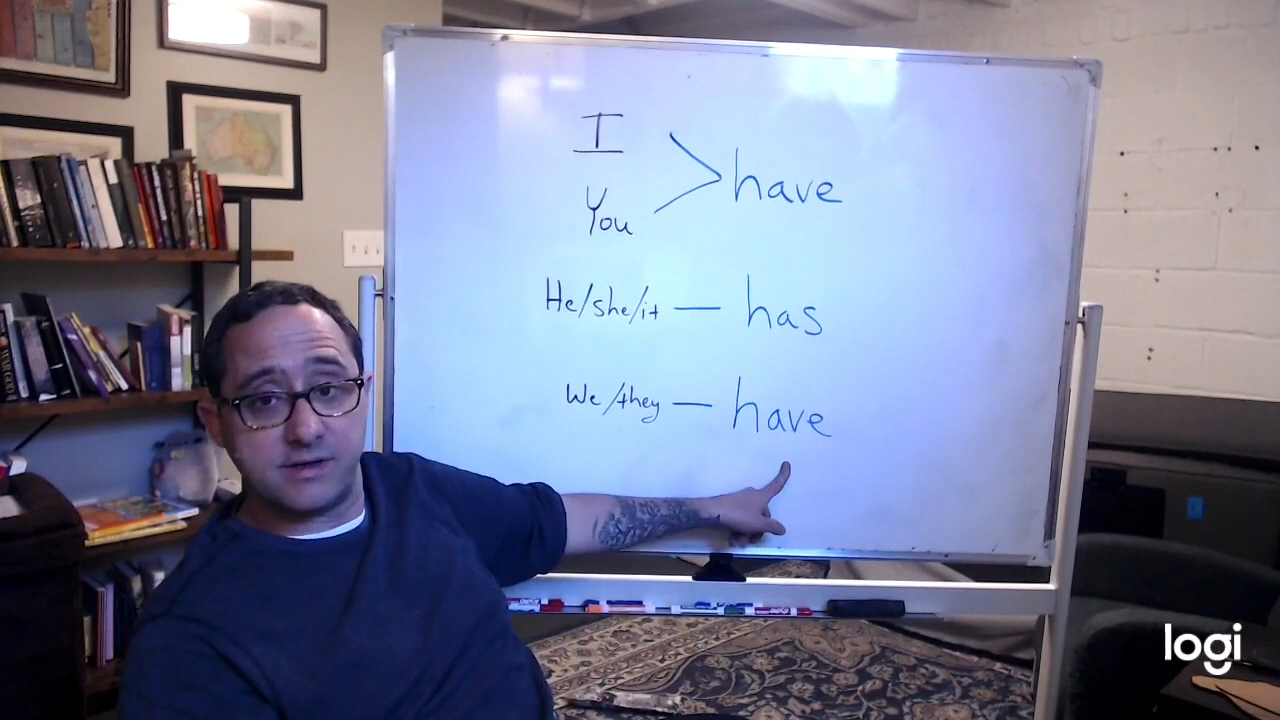 I
You > have
He/she/it — has
We/they — have
logi